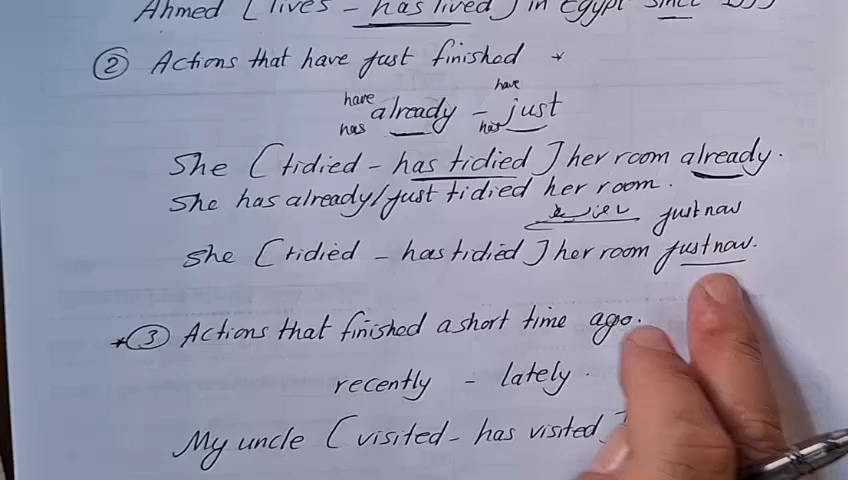 Ahmed [lives - has lived] in Egypt since
② Actions that have just finished *
have have
already - just
has has
She [tidied - has tidied] her room already.
She has already/just tidied her room.
just now
She [tidied - has tidied] her room just now.
*③ Actions that finished a short time ago.
recently - lately.
My uncle [visited - has visited]